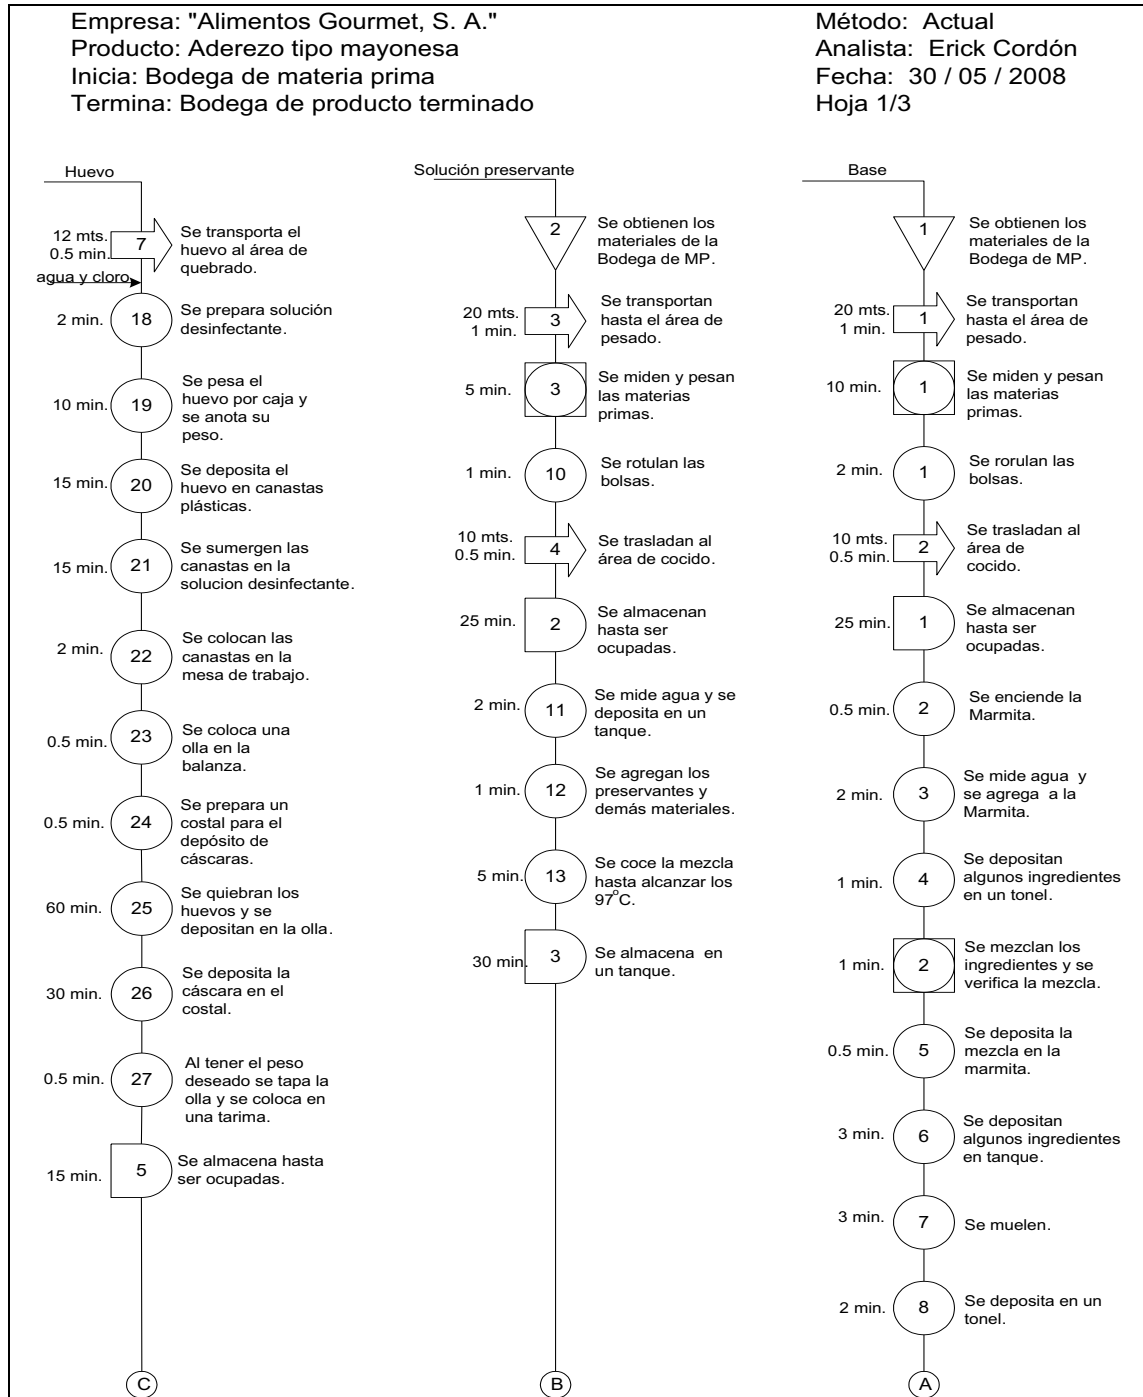 Empresa: "Alimentos Gourmet, S. A."
Producto: Aderezo tipo mayonesa
Inicia: Bodega de materia prima
Termina: Bodega de producto terminado
Método: Actual
Analista: Erick Cordón
Fecha: 30 / 05 / 2008
Hoja 1/3
Huevo
12 mts.
0.5 min.
7
Se transporta el
huevo al área de
quebrado.
agua y cloro
2 min.
18
Se prepara solución
desinfectante.
10 min.
19
Se pesa el
huevo por caja y
se anota su
peso.
15 min.
20
Se deposita el
huevo en canastas
plásticas.
15 min.
21
Se sumergen las
canastas en la
solucion desinfectante.
2 min.
22
Se colocan las
canastas en la
mesa de trabajo.
0.5 min.
23
Se coloca una
olla en la
balanza.
0.5 min.
24
Se prepara un
costal para el
depósito de
cáscaras.
60 min.
25
Se quiebran los
huevos y se
depositan en la olla.
30 min.
26
Se deposita la
cáscara en el
costal.
0.5 min.
27
Al tener el peso
deseado se tapa la
olla y se coloca en
una tarima.
15 min.
5
Se almacena hasta
ser ocupadas.
C
Solución preservante
2
Se obtienen los
materiales de la
Bodega de MP.
20 mts.
1 min.
3
Se transportan
hasta el área de
pesado.
5 min.
3
Se miden y pesan
las materias
primas.
1 min.
10
Se rotulan las
bolsas.
10 mts.
0.5 min.
4
Se trasladan al
área de cocido.
25 min.
2
Se almacenan
hasta ser
ocupadas.
2 min.
11
Se mide agua y se
deposita en un
tanque.
1 min.
12
Se agregan los
preservantes y
demás materiales.
5 min.
13
Se coce la mezcla
hasta alcanzar los
97°C.
30 min.
3
Se almacena en
un tanque.
B
Base
1
Se obtienen los
materiales de la
Bodega de MP.
20 mts.
1 min.
1
Se transportan
hasta el área de
pesado.
10 min.
1
Se miden y pesan
las materias
primas.
2 min.
1
Se rorulan las
bolsas.
10 mts.
0.5 min.
2
Se trasladan al
área de
cocido.
25 min.
1
Se almacenan
hasta ser
ocupadas.
0.5 min.
2
Se enciende la
Marmita.
2 min.
3
Se mide agua y
se agrega a la
Marmita.
1 min.
4
Se depositan
algunos ingredientes
en un tonel.
1 min.
2
Se mezclan los
ingredientes y se
verifica la mezcla.
0.5 min.
5
Se deposita la
mezcla en la
marmita.
3 min.
6
Se depositan
algunos ingredientes
en tanque.
3 min.
7
Se muelen.
2 min.
8
Se deposita en un
tonel.
A